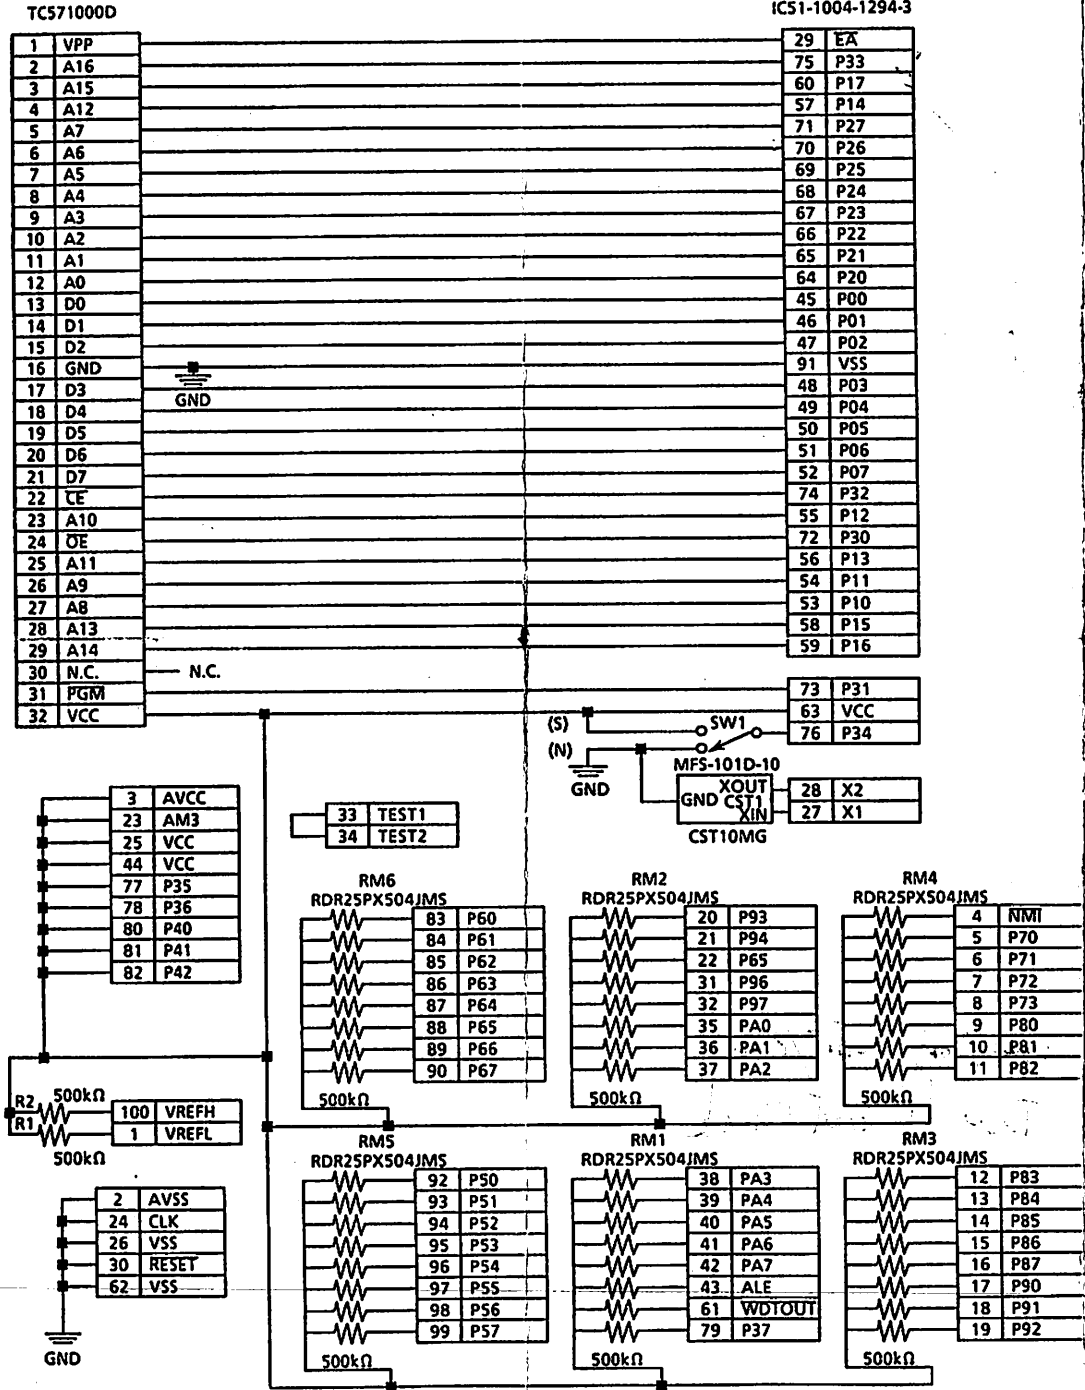 TC571000D
IC51-1004-1294-3
1 VPP
2 A16
3 A15
4 A12
5 A7
6 A6
7 A5
8 A4
9 A3
10 A2
11 A1
12 A0
13 D0
14 D1
15 D2
16 GND
17 D3
18 D4
19 D5
20 D6
21 D7
22 C̅E̅
23 A10
24 O̅E̅
25 A11
26 A9
27 A8
28 A13
29 A14
30 N.C.
31 P̅G̅M̅
32 VCC
GND
N.C.
29 E̅A̅
75 P33
60 P17
57 P14
71 P27
70 P26
69 P25
68 P24
67 P23
66 P22
65 P21
64 P20
45 P00
46 P01
47 P02
91 VSS
48 P03
49 P04
50 P05
51 P06
52 P07
74 P32
55 P12
72 P30
56 P13
54 P11
53 P10
58 P15
59 P16
73 P31
63 VCC
76 P34
(S)
SW1
(N)
MFS-101D-10
GND
XOUT
GND CST1
XIN
CST10MG
28 X2
27 X1
3 AVCC
23 AM3
25 VCC
44 VCC
77 P35
78 P36
80 P40
81 P41
82 P42
33 TEST1
34 TEST2
RM6
RDR25PX504JMS
83 P60
84 P61
85 P62
86 P63
87 P64
88 P65
89 P66
90 P67
500kΩ
RM2
RDR25PX504JMS
20 P93
21 P94
22 P65
31 P96
32 P97
35 PA0
36 PA1
37 PA2
500kΩ
RM4
RDR25PX504JMS
4 N̅M̅I̅
5 P70
6 P71
7 P72
8 P73
9 P80
10 P81
11 P82
500kΩ
R2 500kΩ
100 VREFH
R1
1 VREFL
500kΩ
2 AVSS
24 CLK
26 VSS
30 R̅E̅S̅E̅T̅
62 VSS
GND
RM5
RDR25PX504JMS
92 P50
93 P51
94 P52
95 P53
96 P54
97 P55
98 P56
99 P57
500kΩ
RM1
RDR25PX504JMS
38 PA3
39 PA4
40 PA5
41 PA6
42 PA7
43 ALE
61 W̅D̅T̅O̅U̅T̅
79 P37
500kΩ
RM3
RDR25PX504JMS
12 P83
13 P84
14 P85
15 P86
16 P87
17 P90
18 P91
19 P92
500kΩ